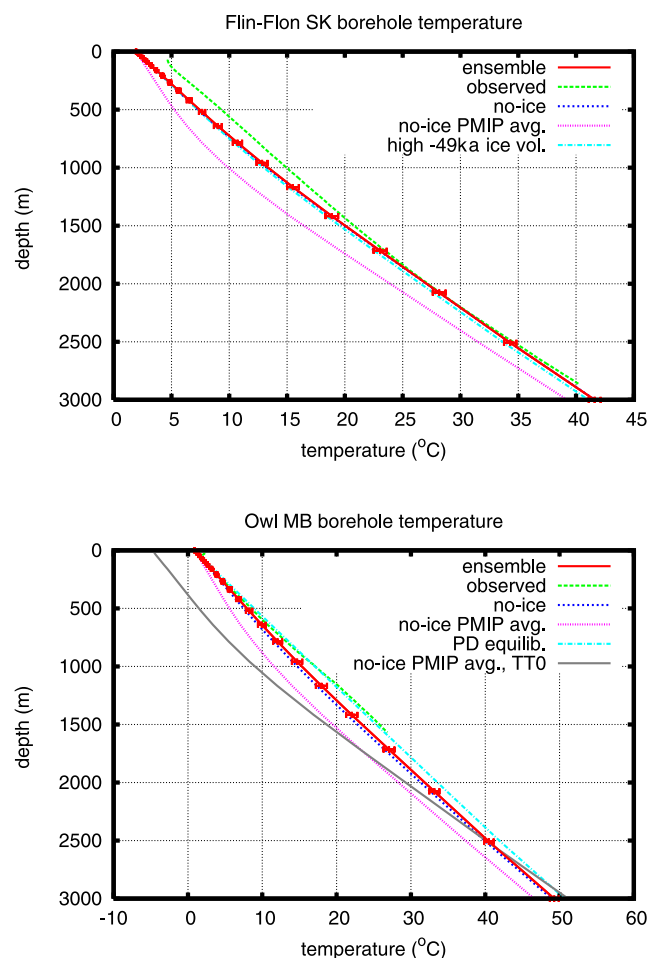 Flin-Flon SK borehole temperature
0
500
1000
1500
2000
2500
3000
depth (m)
ensemble
observed
no-ice
no-ice PMIP avg.
high -49ka ice vol.
0 5 10 15 20 25 30 35 40 45
temperature (°C)
Owl MB borehole temperature
0
500
1000
1500
2000
2500
3000
depth (m)
ensemble
observed
no-ice
no-ice PMIP avg.
PD equilib.
no-ice PMIP avg., TT0
-10 0 10 20 30 40 50 60
temperature (°C)